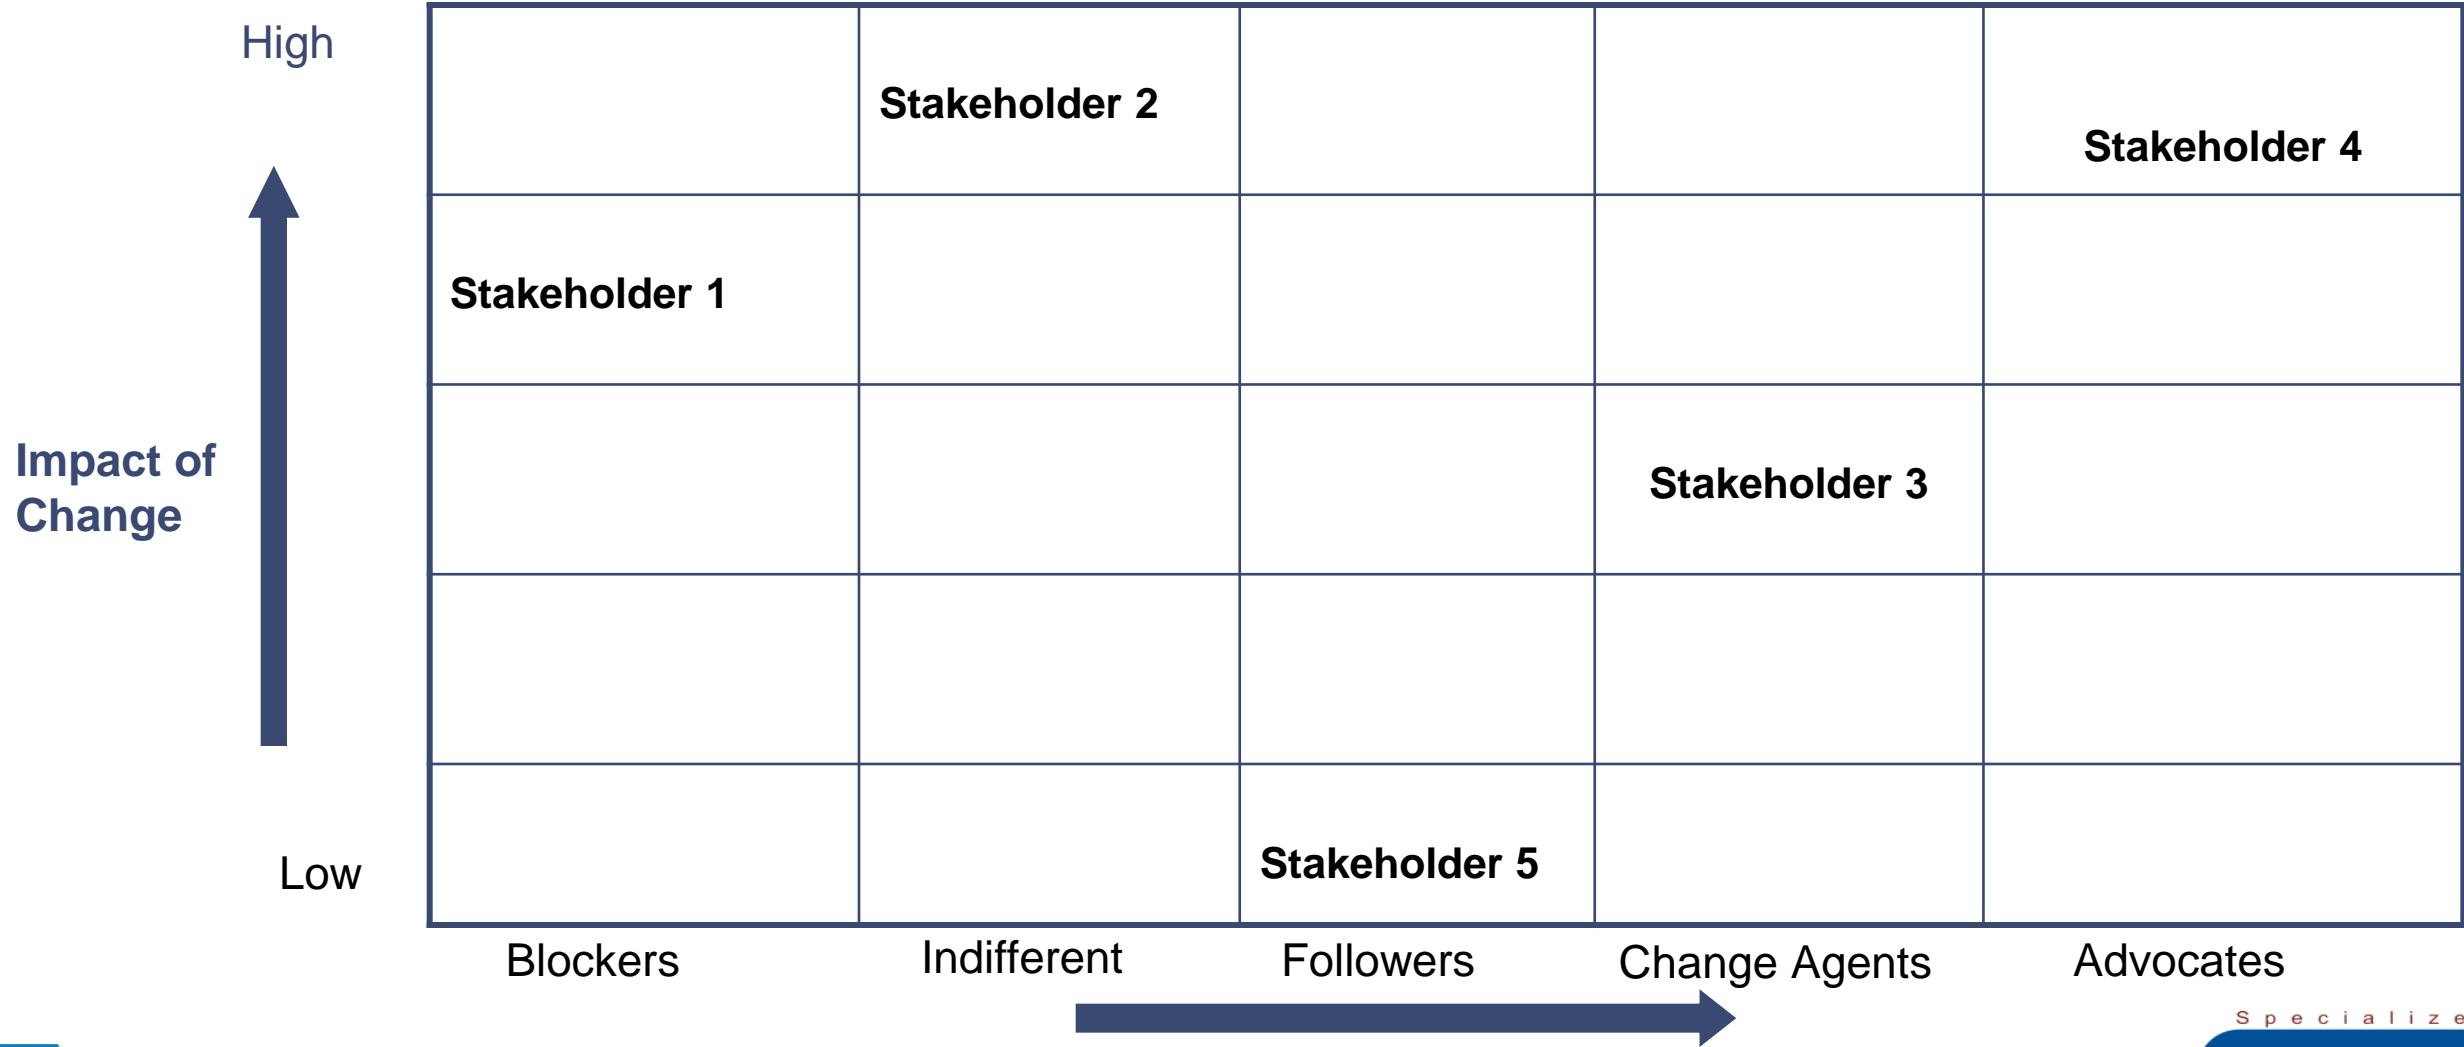 High
Stakeholder 2
Stakeholder 4
Stakeholder 1
Impact of
Change
Stakeholder 3
Stakeholder 5
Low
Blockers
Indifferent
Followers
Change Agents
Advocates
Specialize